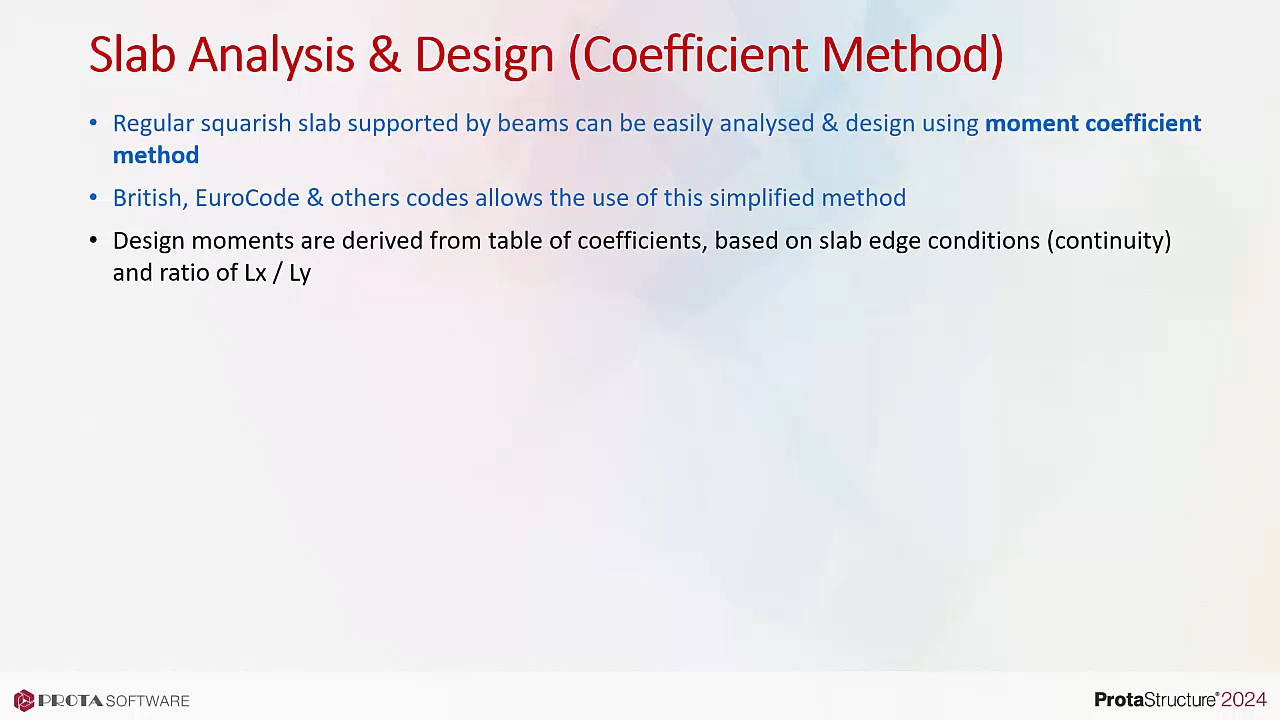 Slab Analysis & Design (Coefficient Method)
• Regular squarish slab supported by beams can be easily analysed & design using moment coefficient
method
• British, EuroCode & others codes allows the use of this simplified method
• Design moments are derived from table of coefficients, based on slab edge conditions (continuity)
and ratio of Lx / Ly
PROTA SOFTWARE
ProtaStructure® 2024